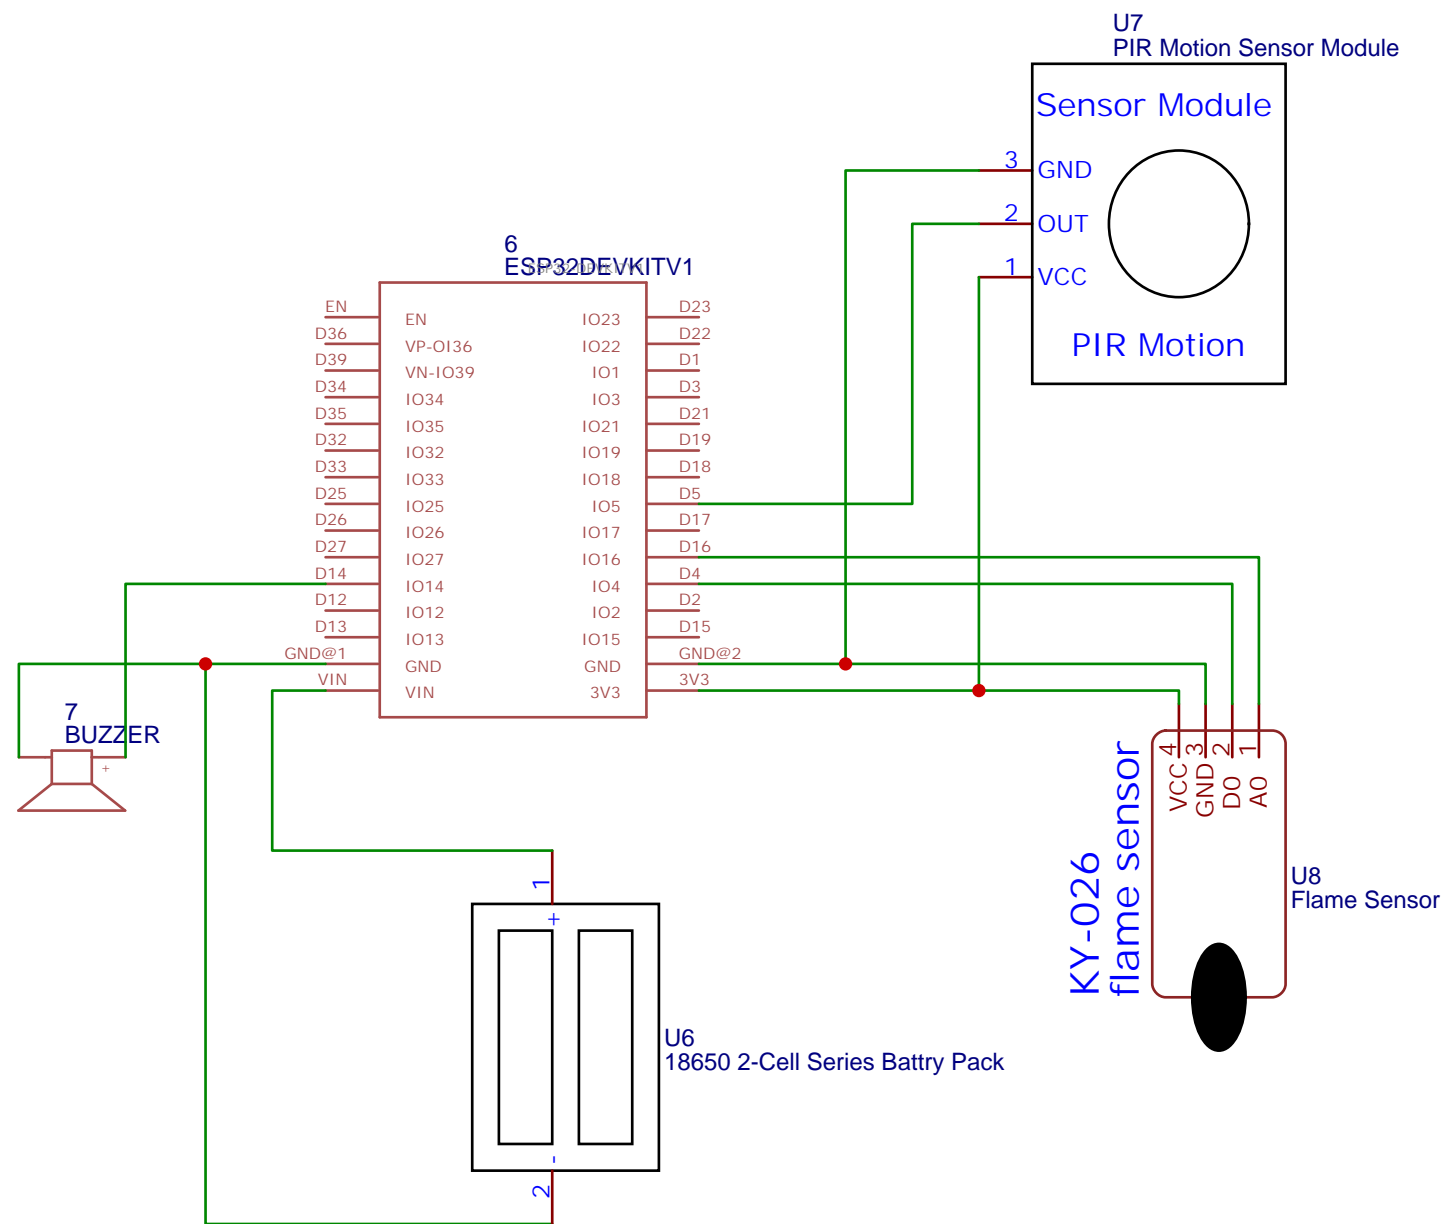 U7
PIR Motion Sensor Module
Sensor Module
3
GND
2
OUT
1
VCC
PIR Motion
6
ESP32DEVKITV1
EN
EN
IO23
D23
D36
VP-OI36
IO22
D22
D39
VN-IO39
IO1
D1
D34
IO34
IO3
D3
D35
IO35
IO21
D21
D32
IO32
IO19
D19
D33
IO33
IO18
D18
D25
IO25
IO5
D5
D26
IO26
IO17
D17
D27
IO27
IO16
D16
D14
IO14
IO4
D4
D12
IO12
IO2
D2
D13
IO13
IO15
D15
GND@1
GND
GND
GND@2
VIN
VIN
3V3
3V3
7
BUZZER
+
4
3
2
1
VCC
GND
D0
A0
KY-026
flame sensor
U8
Flame Sensor
1
+
U6
18650 2-Cell Series Battry Pack
-
2